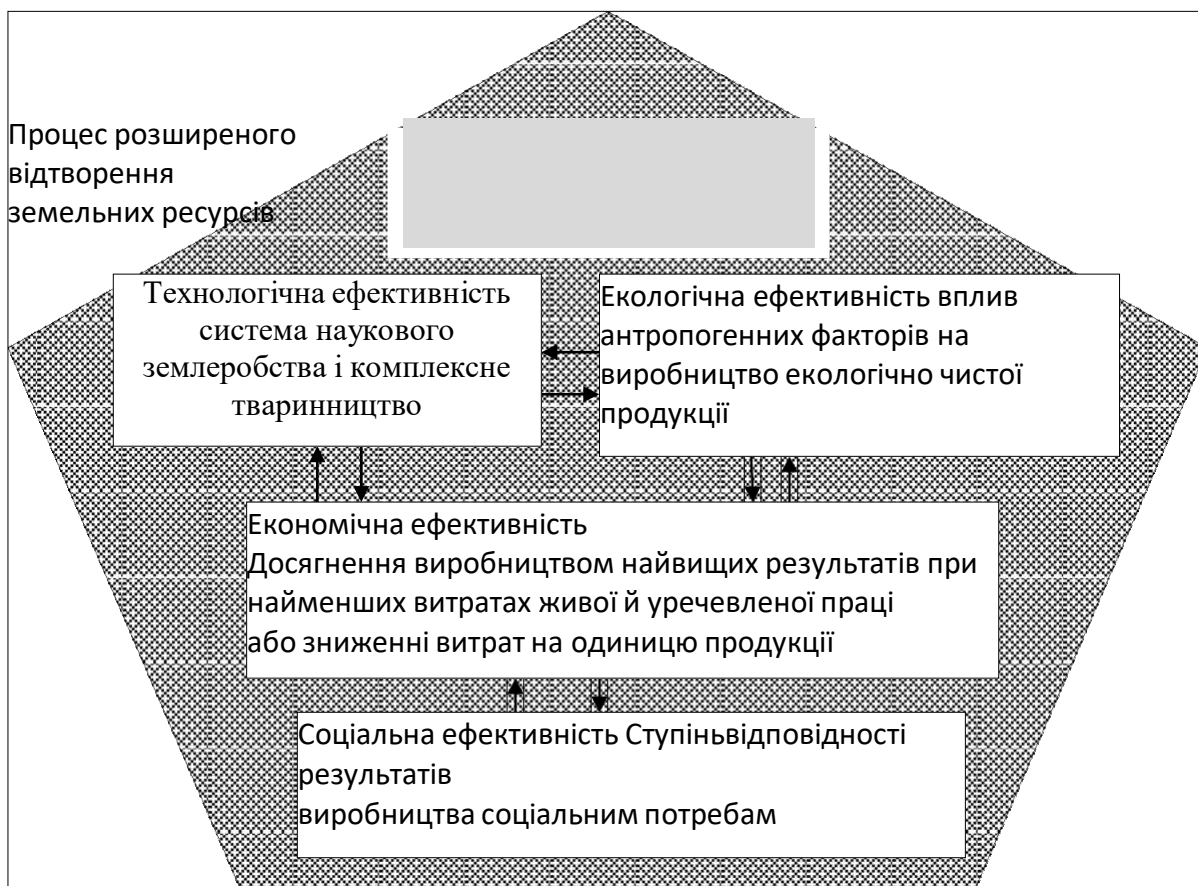 Процес розширеного
відтворення
земельних ресурсів
Технологічна ефективність
система наукового
землеробства і комплексне
тваринництво
Екологічна ефективність вплив
антропогенних факторів на
виробництво екологічно чистої
продукції
Економічна ефективність
Досягнення виробництвом найвищих результатів при
найменших витратах живої й уречевленої праці
або зниженні витрат на одиницю продукції
Соціальна ефективність Ступіньвідповідності
результатів
виробництва соціальним потребам